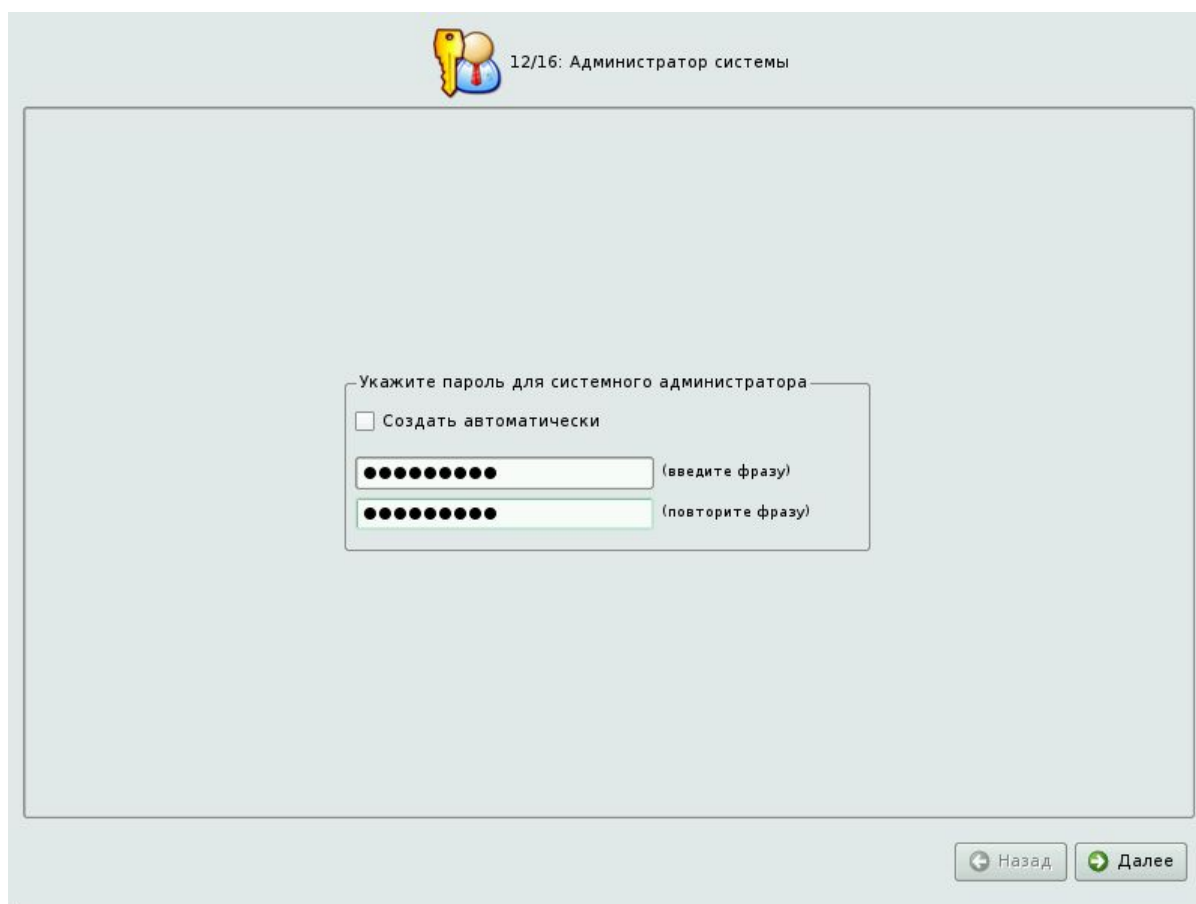 12/16: Администратор системы
Укажите пароль для системного администратора
Создать автоматически
●●●●●●●●● (введите фразу)
●●●●●●●●● (повторите фразу)
Назад Далее